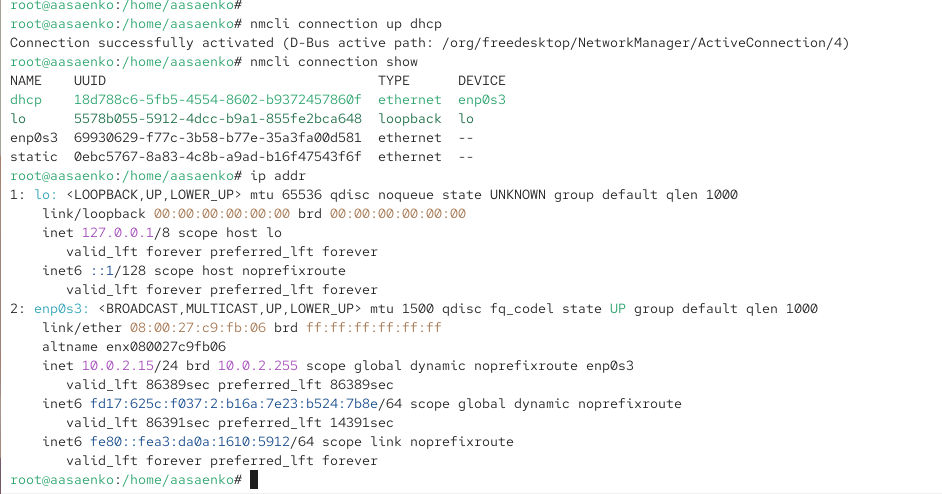 root@aasaenko:/home/aasaenko#
root@aasaenko:/home/aasaenko# nmcli connection up dhcp
Connection successfully activated (D-Bus active path: /org/freedesktop/NetworkManager/ActiveConnection/4)
root@aasaenko:/home/aasaenko# nmcli connection show
NAME    UUID                                  TYPE      DEVICE
dhcp    18d788c6-5fb5-4554-8602-b9372457860f  ethernet  enp0s3
lo      5578b055-5912-4dcc-b9a1-855fe2bca648  loopback  lo
enp0s3  69930629-f77c-3b58-b77e-35a3fa00d581  ethernet  --
static  0ebc5767-8a83-4c8b-a9ad-b16f47543f6f  ethernet  --
root@aasaenko:/home/aasaenko# ip addr
1: lo: <LOOPBACK,UP,LOWER_UP> mtu 65536 qdisc noqueue state UNKNOWN group default qlen 1000
    link/loopback 00:00:00:00:00:00 brd 00:00:00:00:00:00
    inet 127.0.0.1/8 scope host lo
       valid_lft forever preferred_lft forever
    inet6 ::1/128 scope host noprefixroute
       valid_lft forever preferred_lft forever
2: enp0s3: <BROADCAST,MULTICAST,UP,LOWER_UP> mtu 1500 qdisc fq_codel state UP group default qlen 1000
    link/ether 08:00:27:c9:fb:06 brd ff:ff:ff:ff:ff:ff
    altname enx080027c9fb06
    inet 10.0.2.15/24 brd 10.0.2.255 scope global dynamic noprefixroute enp0s3
       valid_lft 86389sec preferred_lft 86389sec
    inet6 fd17:625c:f037:2:b16a:7e23:b524:7b8e/64 scope global dynamic noprefixroute
       valid_lft 86391sec preferred_lft 14391sec
    inet6 fe80::fea3:da0a:1610:5912/64 scope link noprefixroute
       valid_lft forever preferred_lft forever
root@aasaenko:/home/aasaenko#